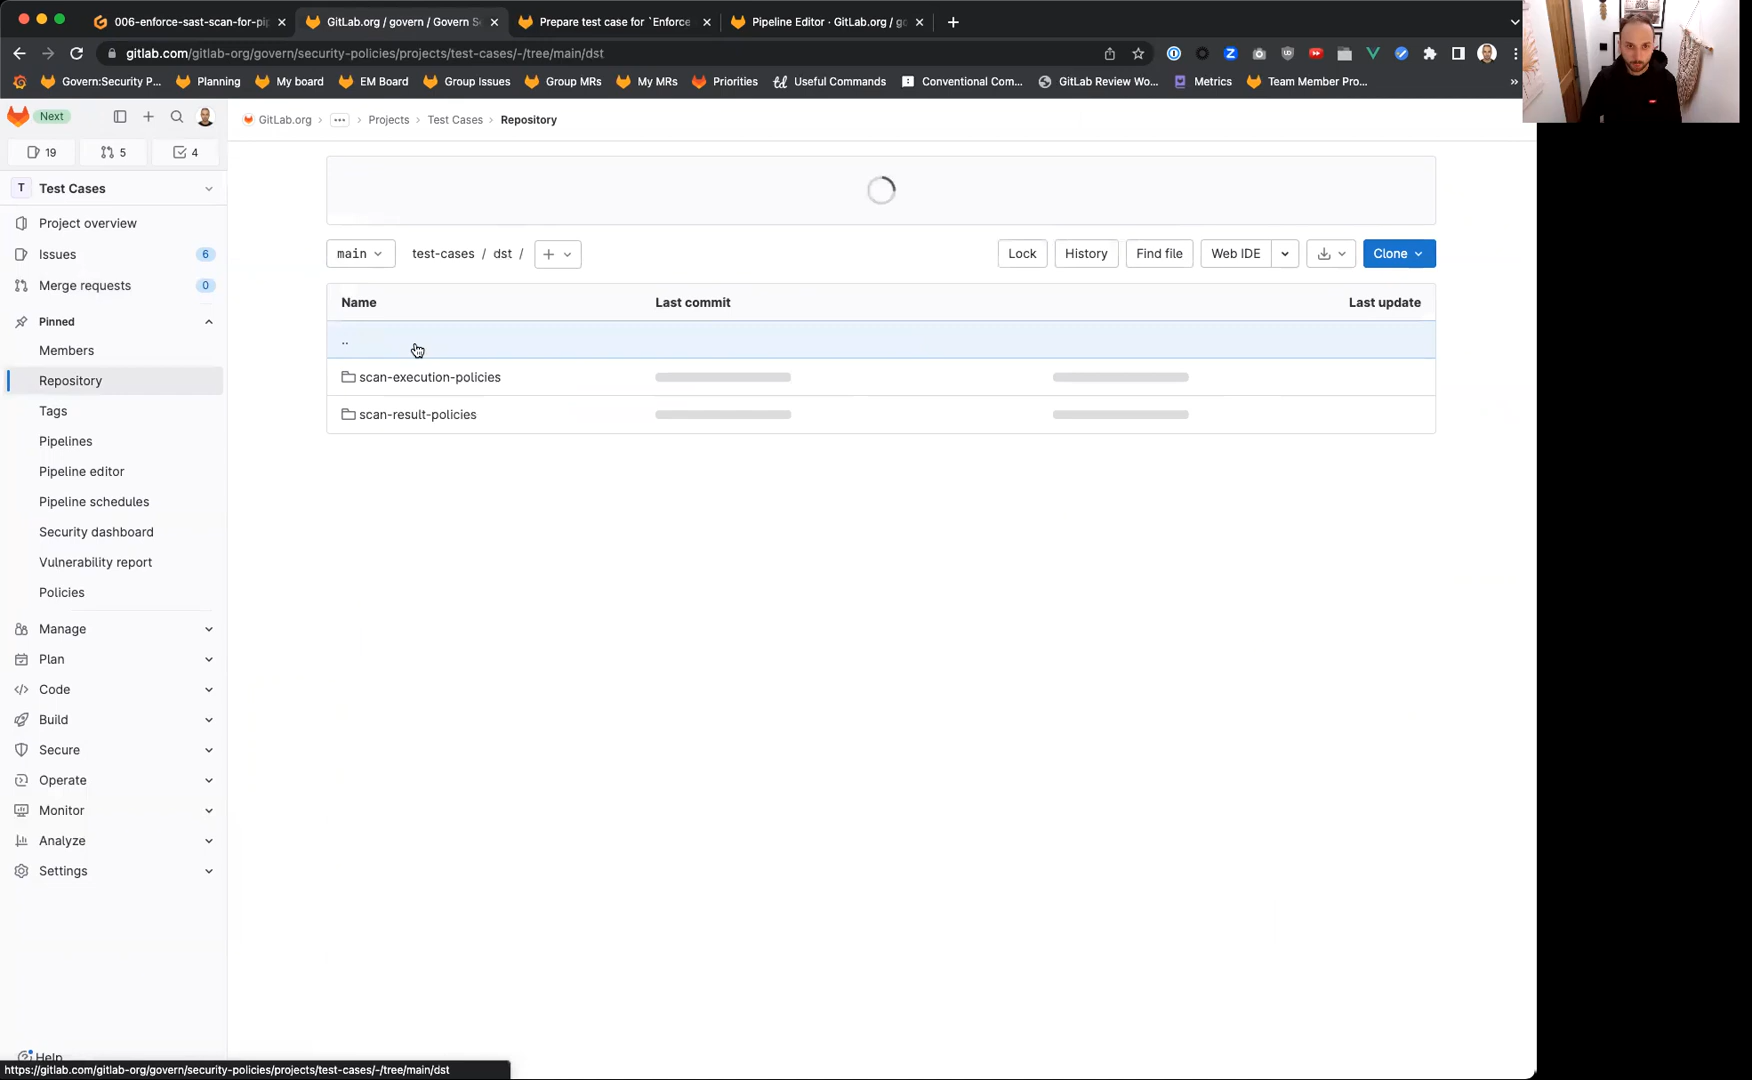 006-enforce-sast-scan-for-pip
GitLab.org / govern / Govern S
Prepare test case for `Enforce
Pipeline Editor · GitLab.org / go
gitlab.com/gitlab-org/govern/security-policies/projects/test-cases/-/tree/main/dst
Govern:Security P...
Planning
My board
EM Board
Group Issues
Group MRs
My MRs
Priorities
Useful Commands
Conventional Com...
GitLab Review Wo...
Metrics
Team Member Pro...
»
Next
19
5
4
T Test Cases
Project overview
Issues 6
Merge requests 0
Pinned
Members
Repository
Tags
Pipelines
Pipeline editor
Pipeline schedules
Security dashboard
Vulnerability report
Policies
Manage
Plan
Code
Build
Secure
Operate
Monitor
Analyze
Settings
Help
GitLab.org › ... › Projects › Test Cases › Repository
main
test-cases / dst /
Lock
History
Find file
Web IDE
Clone
Name Last commit Last update
..
scan-execution-policies
scan-result-policies
https://gitlab.com/gitlab-org/govern/security-policies/projects/test-cases/-/tree/main/dst